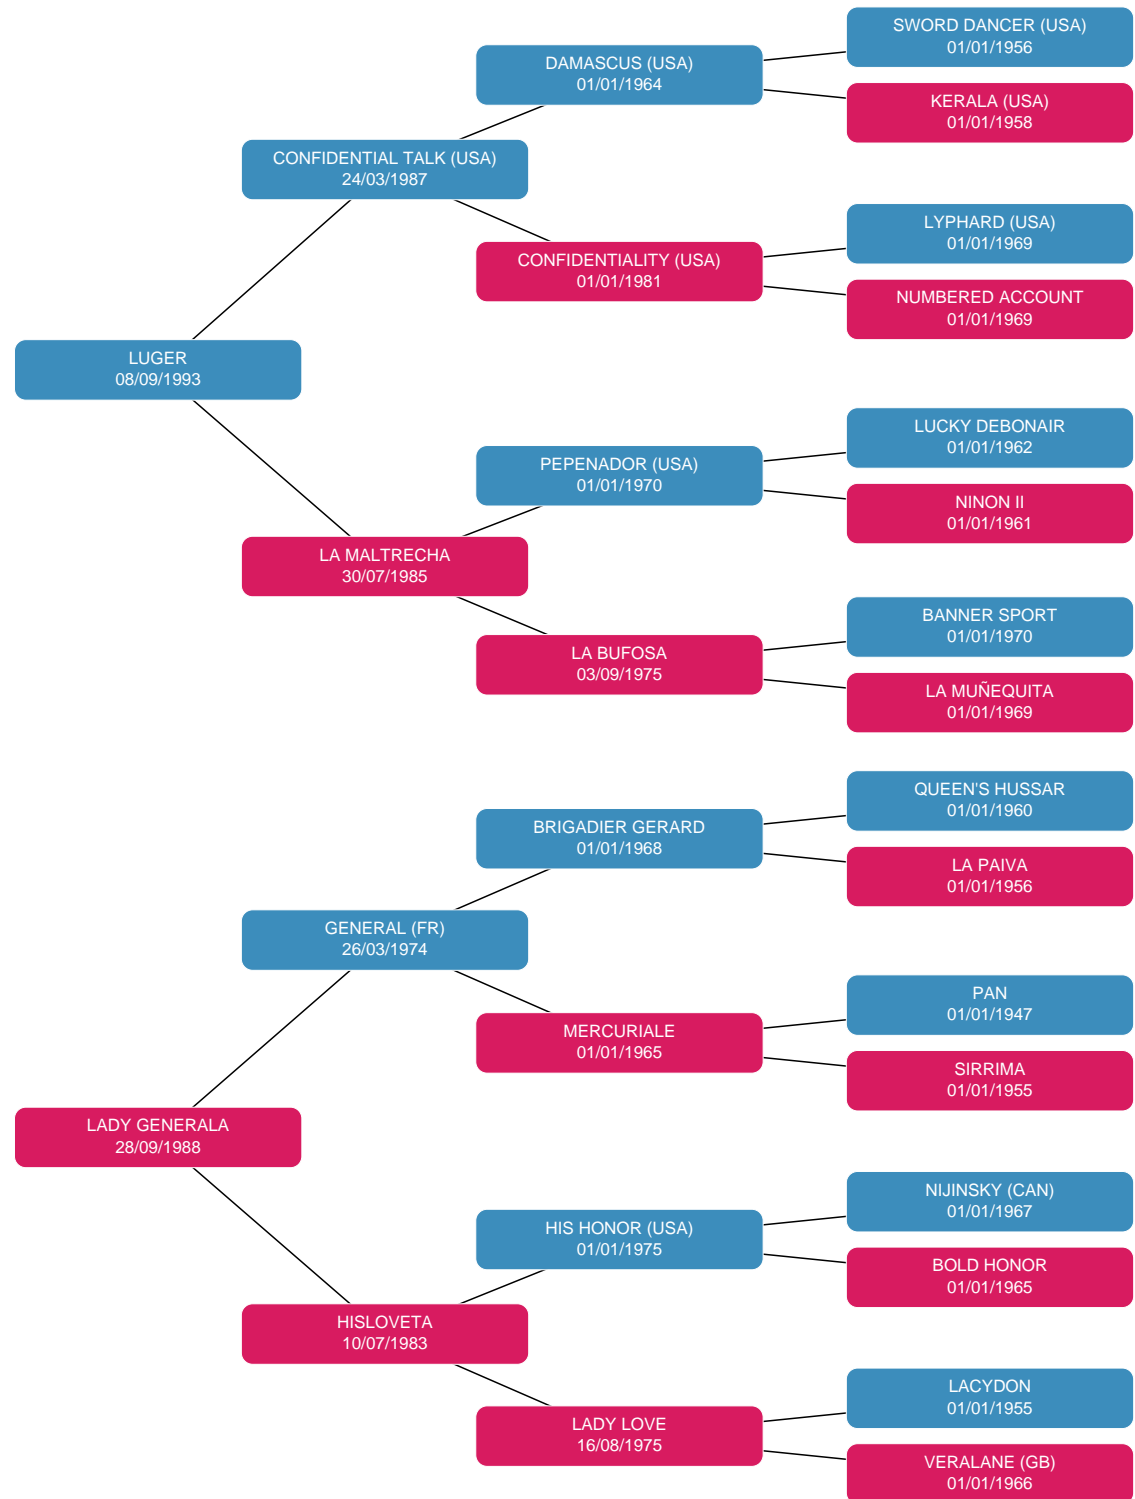 SWORD DANCER (USA)
01/01/1956
DAMASCUS (USA)
01/01/1964
KERALA (USA)
01/01/1958
CONFIDENTIAL TALK (USA)
24/03/1987
LYPHARD (USA)
01/01/1969
CONFIDENTIALITY (USA)
01/01/1981
NUMBERED ACCOUNT
01/01/1969
LUGER
08/09/1993
LUCKY DEBONAIR
01/01/1962
PEPENADOR (USA)
01/01/1970
NINON II
01/01/1961
LA MALTRECHA
30/07/1985
BANNER SPORT
01/01/1970
LA BUFOSA
03/09/1975
LA MUÑEQUITA
01/01/1969
QUEEN'S HUSSAR
01/01/1960
BRIGADIER GERARD
01/01/1968
LA PAIVA
01/01/1956
GENERAL (FR)
26/03/1974
PAN
01/01/1947
MERCURIALE
01/01/1965
SIRRIMA
01/01/1955
LADY GENERALA
28/09/1988
NIJINSKY (CAN)
01/01/1967
HIS HONOR (USA)
01/01/1975
BOLD HONOR
01/01/1965
HISLOVETA
10/07/1983
LACYDON
01/01/1955
LADY LOVE
16/08/1975
VERALANE (GB)
01/01/1966